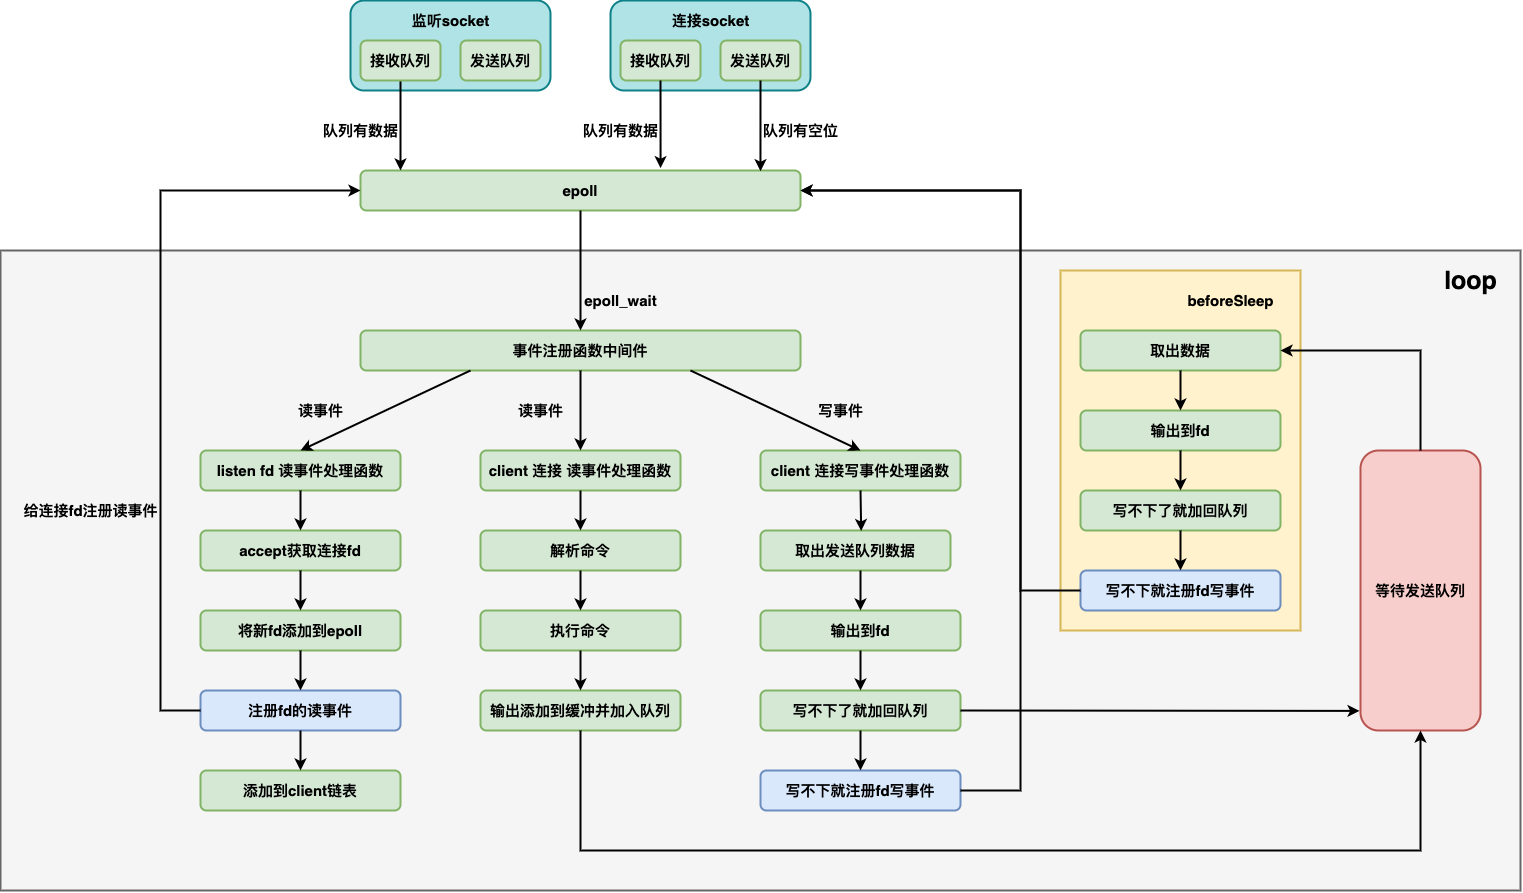 监听socket
接收队列
发送队列
连接socket
接收队列
发送队列
队列有数据
队列有数据
队列有空位
epoll
loop
epoll_wait
beforeSleep
事件注册函数中间件
取出数据
读事件
读事件
写事件
输出到fd
listen fd 读事件处理函数
client 连接 读事件处理函数
client 连接写事件处理函数
给连接fd注册读事件
写不下了就加回队列
accept获取连接fd
解析命令
取出发送队列数据
写不下就注册fd写事件
等待发送队列
将新fd添加到epoll
执行命令
输出到fd
注册fd的读事件
输出添加到缓冲并加入队列
写不下了就加回队列
添加到client链表
写不下就注册fd写事件